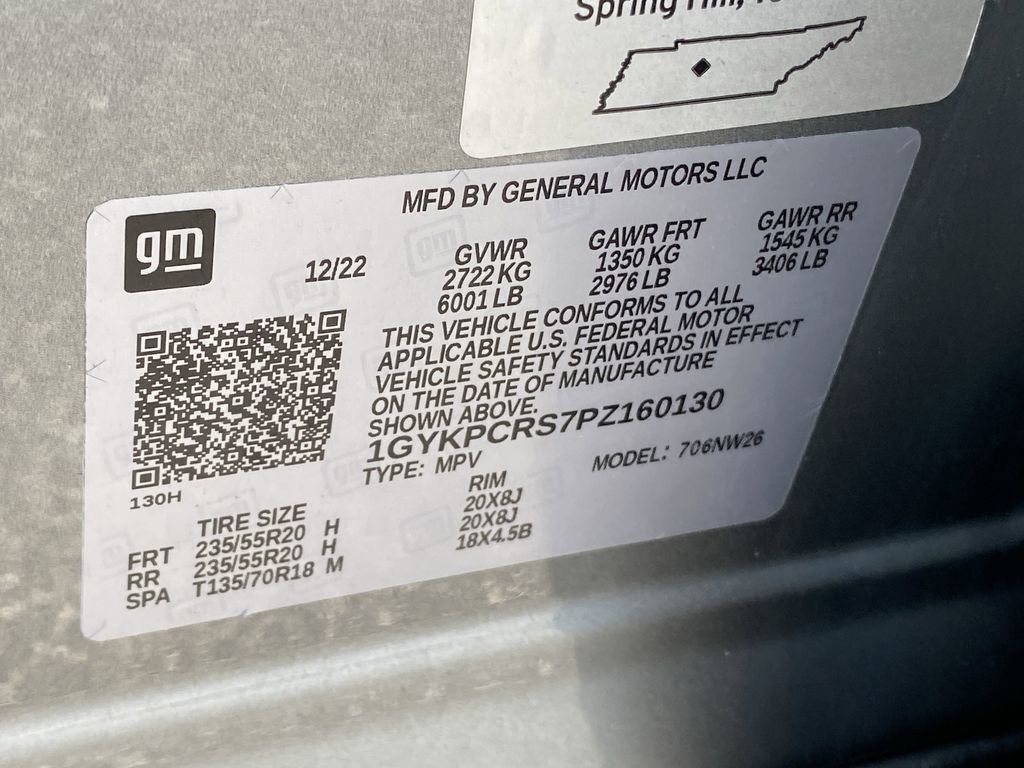 Spring Hill,
MFD BY GENERAL MOTORS LLC
gm
12/22
GVWR
2722 KG
6001 LB
GAWR FRT
1350 KG
2976 LB
GAWR RR
1545 KG
3406 LB
THIS VEHICLE CONFORMS TO ALL
APPLICABLE U.S. FEDERAL MOTOR
VEHICLE SAFETY STANDARDS IN EFFECT
ON THE DATE OF MANUFACTURE
SHOWN ABOVE.
1GYKPCRS7PZ160130
TYPE: MPV MODEL: 706NW26
130H
TIRE SIZE RIM
FRT 235/55R20 H 20X8J
RR 235/55R20 H 20X8J
SPA T135/70R18 M 18X4.5B